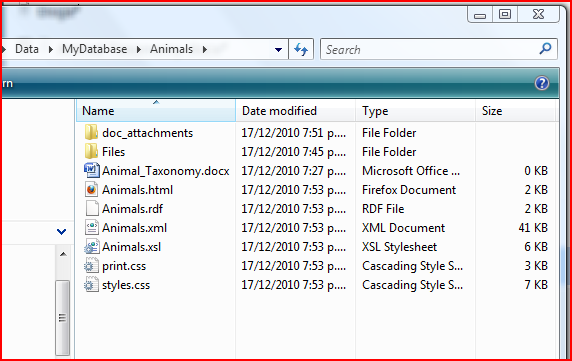 Data MyDatabase Animals Search
rn
Name Date modified Type Size
doc_attachments 17/12/2010 7:51 p.... File Folder
Files 17/12/2010 7:45 p.... File Folder
Animal_Taxonomy.docx 17/12/2010 7:27 p.... Microsoft Office ... 0 KB
Animals.html 17/12/2010 7:53 p.... Firefox Document 2 KB
Animals.rdf 17/12/2010 7:53 p.... RDF File 2 KB
Animals.xml 17/12/2010 7:53 p.... XML Document 41 KB
Animals.xsl 17/12/2010 7:53 p.... XSL Stylesheet 6 KB
print.css 17/12/2010 7:53 p.... Cascading Style S... 3 KB
styles.css 17/12/2010 7:53 p.... Cascading Style S... 7 KB